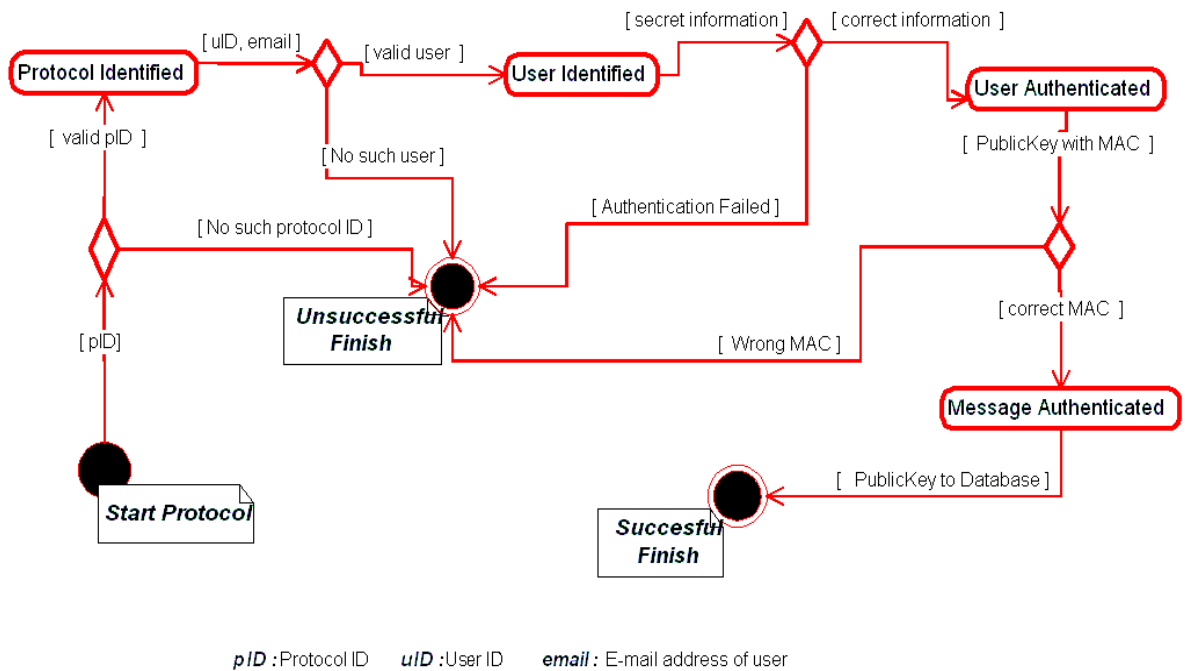 [ secret information ]
[ correct information ]
[ uID, email ]
[ valid user ]
Protocol Identified
User Identified
User Authenticated
[ valid pID ]
[ PublicKey with MAC ]
[ No such user ]
[ Authentication Failed ]
[ No such protocol ID ]
[ correct MAC ]
Unsuccessful
Finish
[ pID]
[ Wrong MAC ]
Message Authenticated
[ PublicKey to Database ]
Start Protocol
Succesful
Finish
pID : Protocol ID uID : User ID email : E-mail address of user